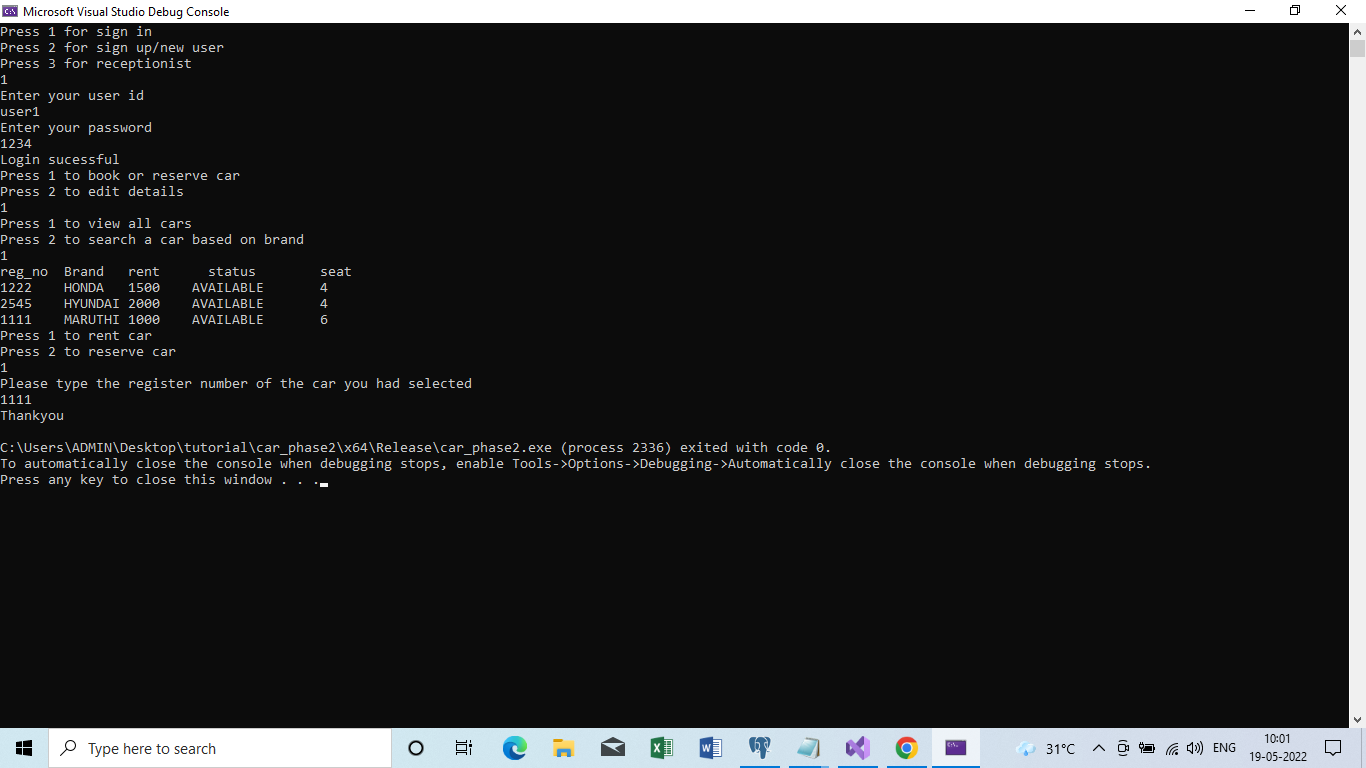 Microsoft Visual Studio Debug Console
Press 1 for sign in
Press 2 for sign up/new user
Press 3 for receptionist
1
Enter your user id
user1
Enter your password
1234
Login sucessful
Press 1 to book or reserve car
Press 2 to edit details
1
Press 1 to view all cars
Press 2 to search a car based on brand
1
reg_no Brand rent status seat
1222 HONDA 1500 AVAILABLE 4
2545 HYUNDAI 2000 AVAILABLE 4
1111 MARUTHI 1000 AVAILABLE 6
Press 1 to rent car
Press 2 to reserve car
1
Please type the register number of the car you had selected
1111
Thankyou
C:\Users\ADMIN\Desktop\tutorial\car_phase2\x64\Release\car_phase2.exe (process 2336) exited with code 0.
To automatically close the console when debugging stops, enable Tools->Options->Debugging->Automatically close the console when debugging stops.
Press any key to close this window . . .
Type here to search
31°C
ENG
10:01
19-05-2022